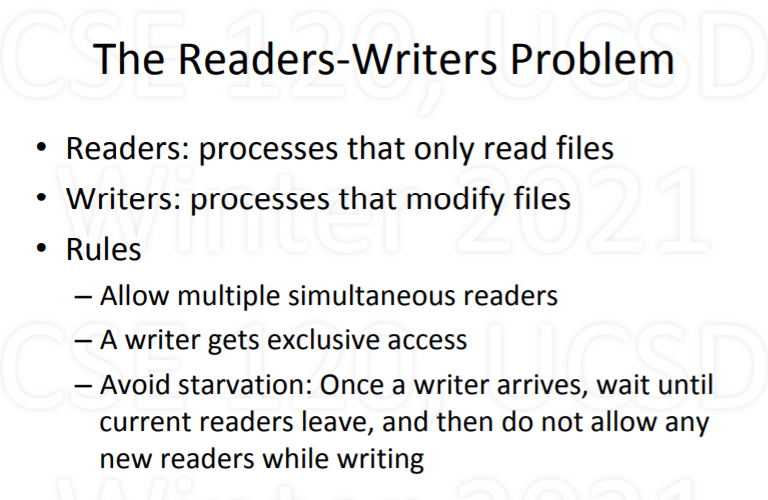 The Readers-Writers Problem
• Readers: processes that only read files
• Writers: processes that modify files
• Rules
– Allow multiple simultaneous readers
– A writer gets exclusive access
– Avoid starvation: Once a writer arrives, wait until
current readers leave, and then do not allow any
new readers while writing
CSE 120, UCSD
Winter 2021
CSE 120, UCSD
Winter 2021